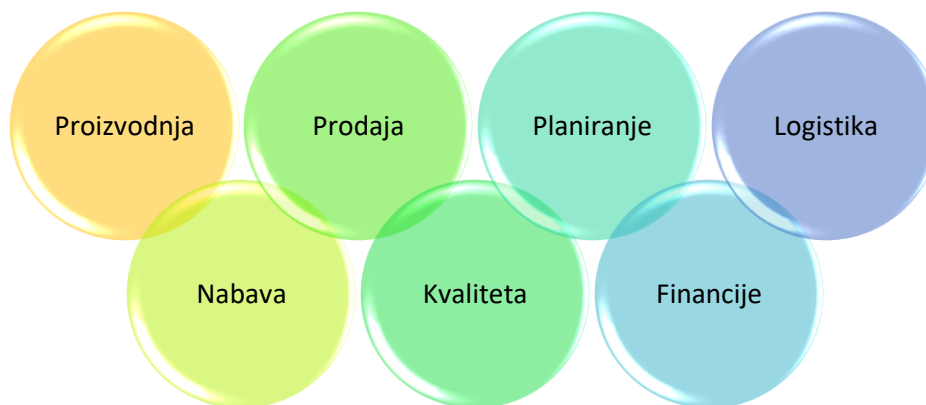 Proizvodnja
Prodaja
Planiranje
Logistika
Nabava
Kvaliteta
Financije